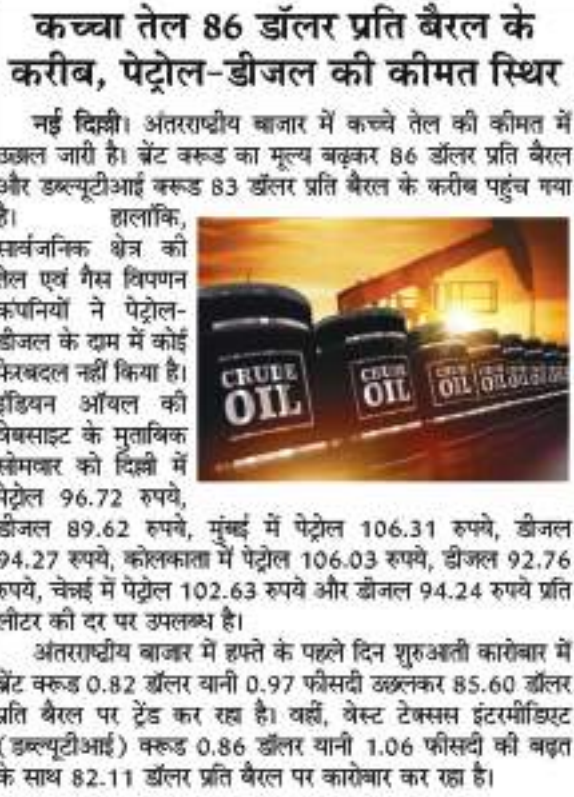 कच्चा तेल 86 डॉलर प्रति बैरल के
करीब, पेट्रोल-डीजल की कीमत स्थिर
नई दिल्ली। अंतरराष्ट्रीय बाजार में कच्चे तेल की कीमत में
उछाल जारी है। ब्रेंट क्रूड का मूल्य बढ़कर 86 डॉलर प्रति बैरल
और डब्ल्यूटीआई क्रूड 83 डॉलर प्रति बैरल के करीब पहुंच गया
है। हालांकि,
सार्वजनिक क्षेत्र की
तेल एवं गैस विपणन
कंपनियों ने पेट्रोल-
डीजल के दाम में कोई
फेरबदल नहीं किया है।
इंडियन ऑयल की
वेबसाइट के मुताबिक
सोमवार को दिल्ली में
पेट्रोल 96.72 रुपये,
CRUDE OIL
CRUDE OIL
CRUDE OIL
डीजल 89.62 रुपये, मुंबई में पेट्रोल 106.31 रुपये, डीजल
94.27 रुपये, कोलकाता में पेट्रोल 106.03 रुपये, डीजल 92.76
रुपये, चेन्नई में पेट्रोल 102.63 रुपये और डीजल 94.24 रुपये प्रति
लीटर की दर पर उपलब्ध है।
अंतरराष्ट्रीय बाजार में हफ्ते के पहले दिन शुरुआती कारोबार में
ब्रेंट क्रूड 0.82 डॉलर यानी 0.97 फीसदी उछलकर 85.60 डॉलर
प्रति बैरल पर ट्रेंड कर रहा है। वहीं, वेस्ट टेक्सस इंटरमीडिएट
(डब्ल्यूटीआई) क्रूड 0.86 डॉलर यानी 1.06 फीसदी की बढ़त
के साथ 82.11 डॉलर प्रति बैरल पर कारोबार कर रहा है।